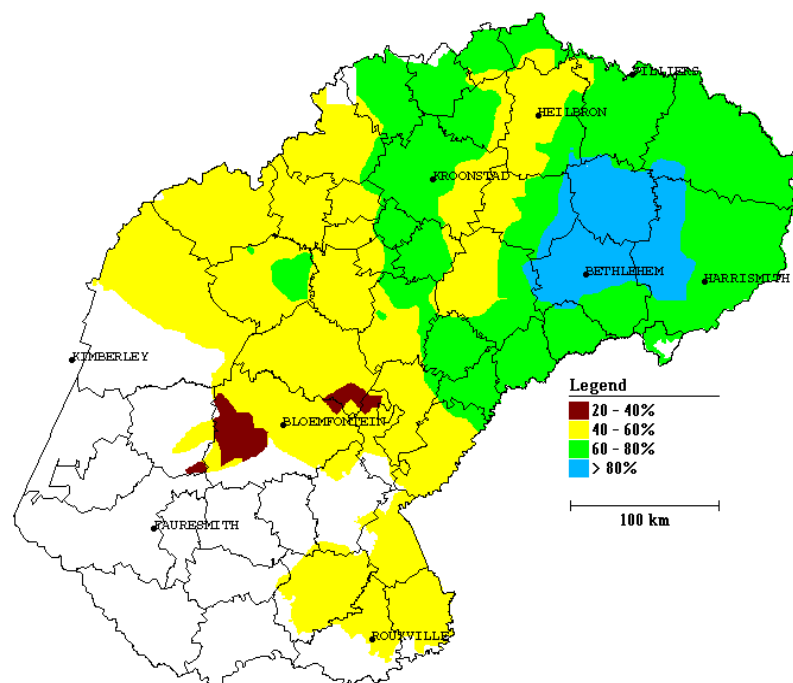 VILLIERS
HEILBRON
KROONSTAD
BETHLEHEM
HARRISMITH
KIMBERLEY
Legend
20 - 40%
40 - 60%
60 - 80%
> 80%
BLOEMFONTEIN
100 km
FAURESMITH
ROUXVILLE